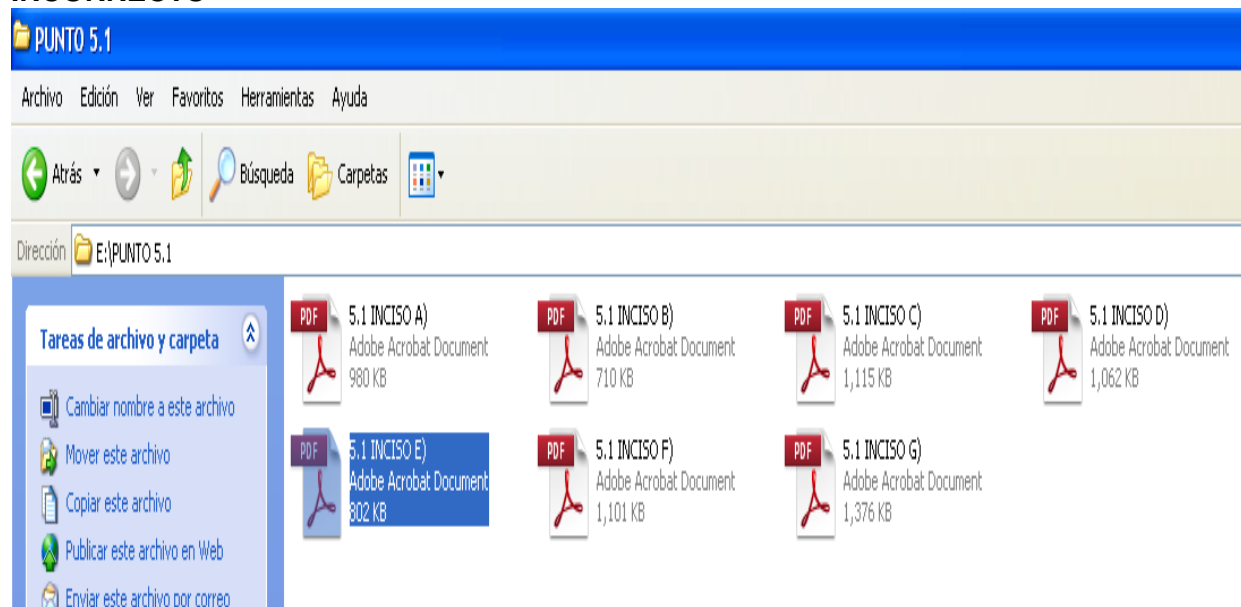 INCORRECTO
PUNTO 5.1
Archivo Edición Ver Favoritos Herramientas Ayuda
Atrás Búsqueda Carpetas
Dirección E:\PUNTO 5.1
Tareas de archivo y carpeta
Cambiar nombre a este archivo
Mover este archivo
Copiar este archivo
Publicar este archivo en Web
Enviar este archivo por correo
PDF 5.1 INCISO A)
Adobe Acrobat Document
980 KB
PDF 5.1 INCISO B)
Adobe Acrobat Document
710 KB
PDF 5.1 INCISO C)
Adobe Acrobat Document
1,115 KB
PDF 5.1 INCISO D)
Adobe Acrobat Document
1,062 KB
PDF 5.1 INCISO E)
Adobe Acrobat Document
802 KB
PDF 5.1 INCISO F)
Adobe Acrobat Document
1,101 KB
PDF 5.1 INCISO G)
Adobe Acrobat Document
1,376 KB